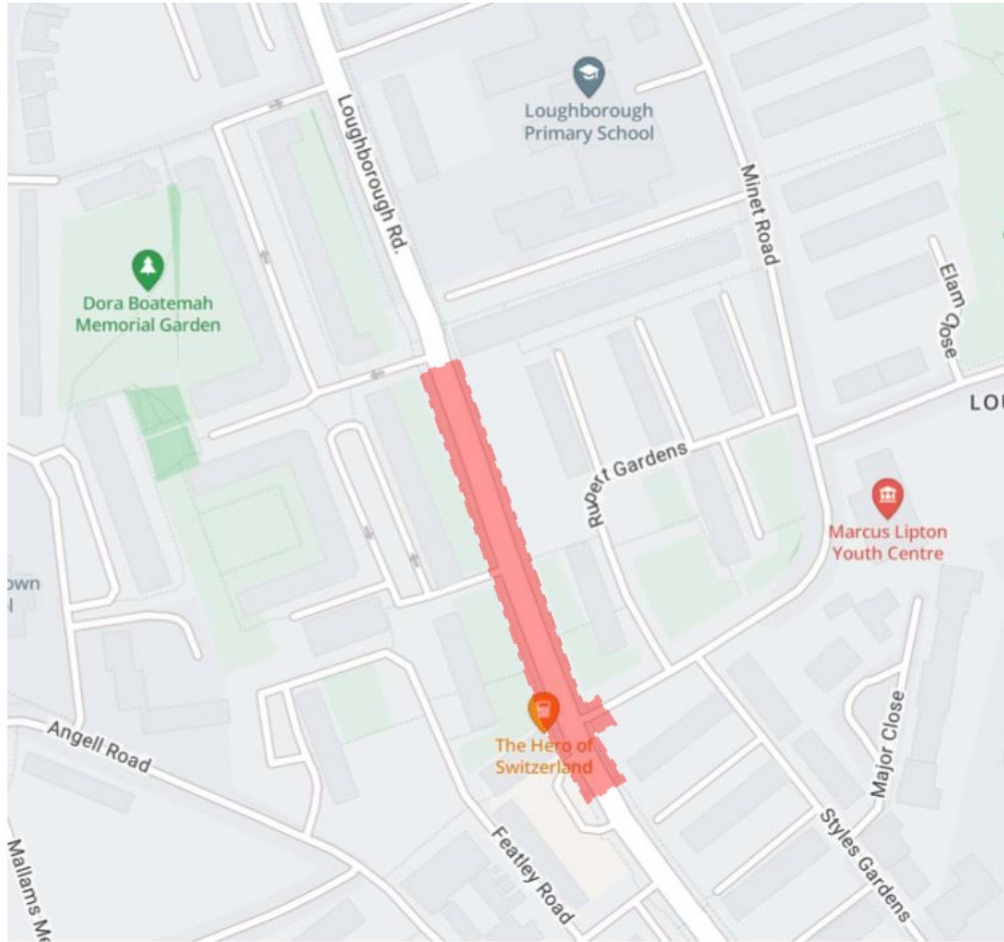 Loughborough
Primary School
Loughborough Rd.
Minet Road
Elam Close
Dora Boatemah
Memorial Garden
LOU
Rupert Gardens
Marcus Lipton
Youth Centre
own
Angell Road
The Hero of
Switzerland
Major Close
Styles Gardens
Featley Road
Mallams Me